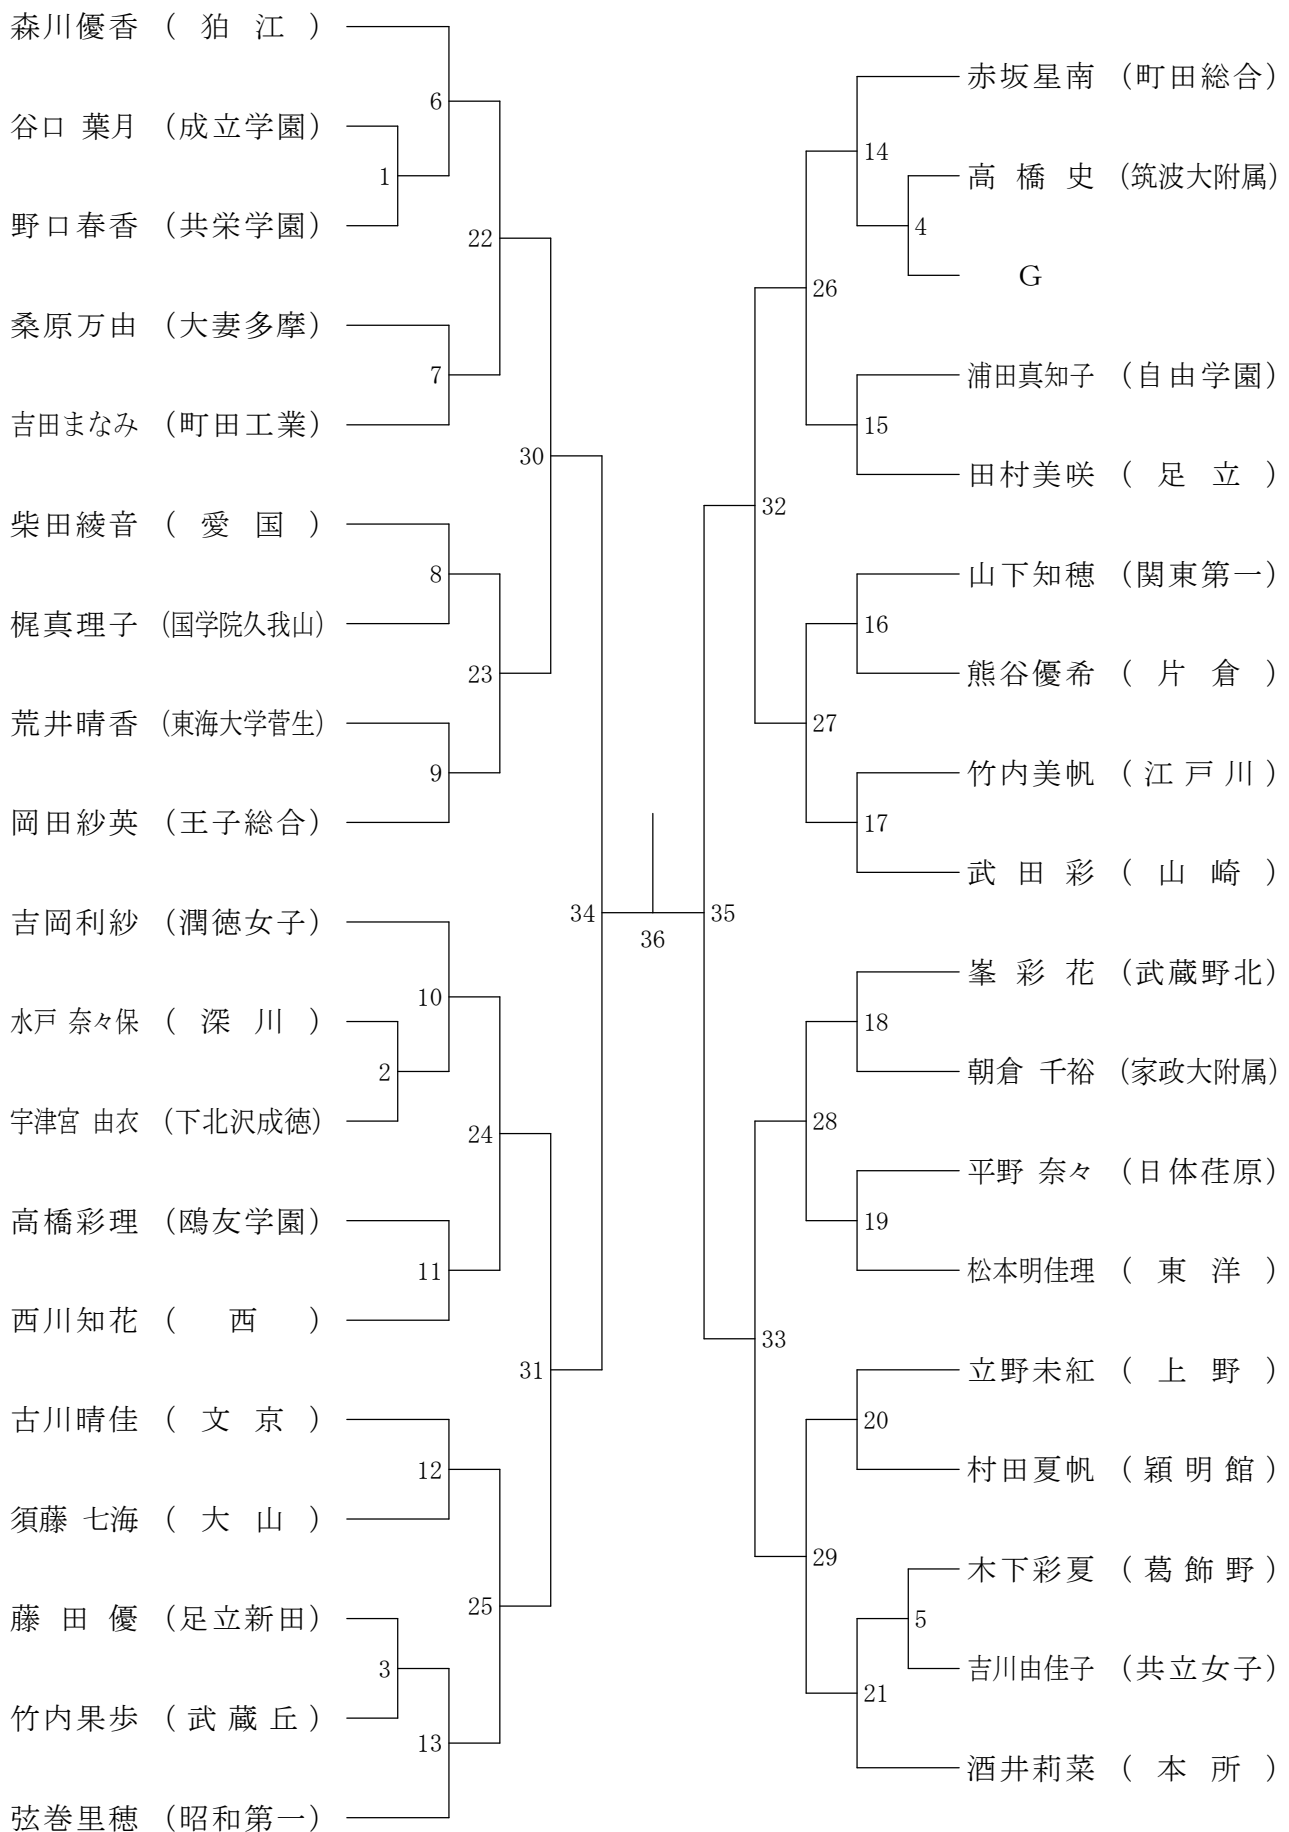 森川優香 （ 狛 江 ）
谷口 葉月 （成立学園）
野口春香 （共栄学園）
桑原万由 （大妻多摩）
吉田まなみ （町田工業）
柴田綾音 （ 愛 国 ）
梶真理子 （国学院久我山）
荒井晴香 （東海大学菅生）
岡田紗英 （王子総合）
吉岡利紗 （潤徳女子）
水戸 奈々保 （ 深 川 ）
宇津宮 由衣 （下北沢成徳）
高橋彩理 （鴎友学園）
西川知花 （ 西 ）
古川晴佳 （ 文 京 ）
須藤 七海 （ 大 山 ）
藤 田 優 （足立新田）
竹内果歩 （ 武 蔵 丘 ）
弦巻里穂 （昭和第一）
1
2
3
6
7
8
9
10
11
12
13
22
23
24
25
30
31
34
36
35
32
33
26
27
28
29
14
15
16
17
18
19
20
21
4
5
赤坂星南 （町田総合）
高 橋 史 （筑波大附属）
G
浦田真知子 （自由学園）
田村美咲 （ 足 立 ）
山下知穂 （関東第一）
熊谷優希 （ 片 倉 ）
竹内美帆 （ 江 戸 川 ）
武 田 彩 （ 山 崎 ）
峯 彩 花 （武蔵野北）
朝倉 千裕 （家政大附属）
平野 奈々 （日体荏原）
松本明佳理 （ 東 洋 ）
立野未紅 （ 上 野 ）
村田夏帆 （ 穎 明 館 ）
木下彩夏 （ 葛 飾 野 ）
吉川由佳子 （共立女子）
酒井莉菜 （ 本 所 ）